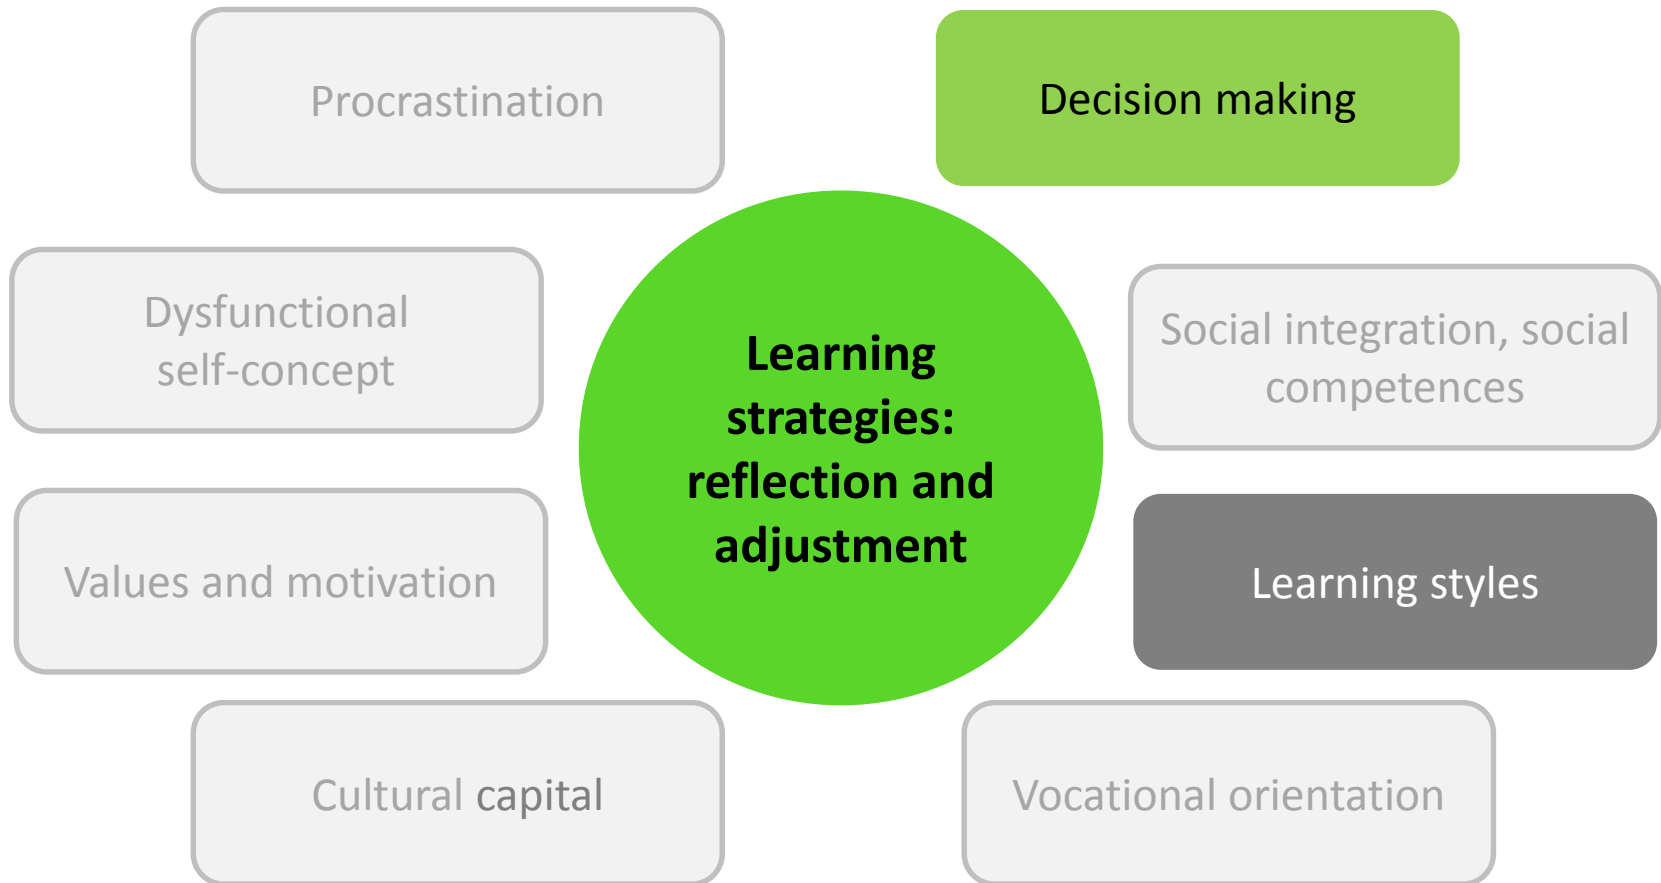 Procrastination
Decision making
Dysfunctional
self-concept
Learning
strategies:
reflection and
adjustment
Social integration, social
competences
Values and motivation
Learning styles
Cultural capital
Vocational orientation